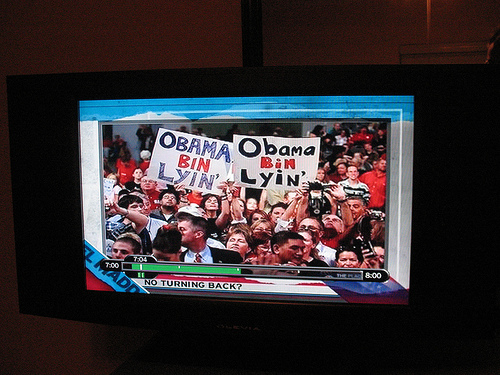 OBAMA
BIN
LYIN'
Obama
BIN
LYIN'
7:00
7:04
8:00
NO TURNING BACK?